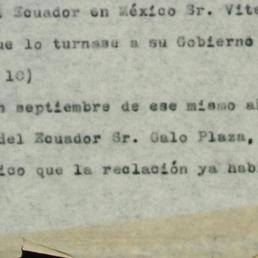 Ecuador en México Sr. Vite
ue lo turnase a su Gobierno
10)
n septiembre de ese mismo a
del Ecuador Sr. Galo Plaza,
ico que la reclación ya hab